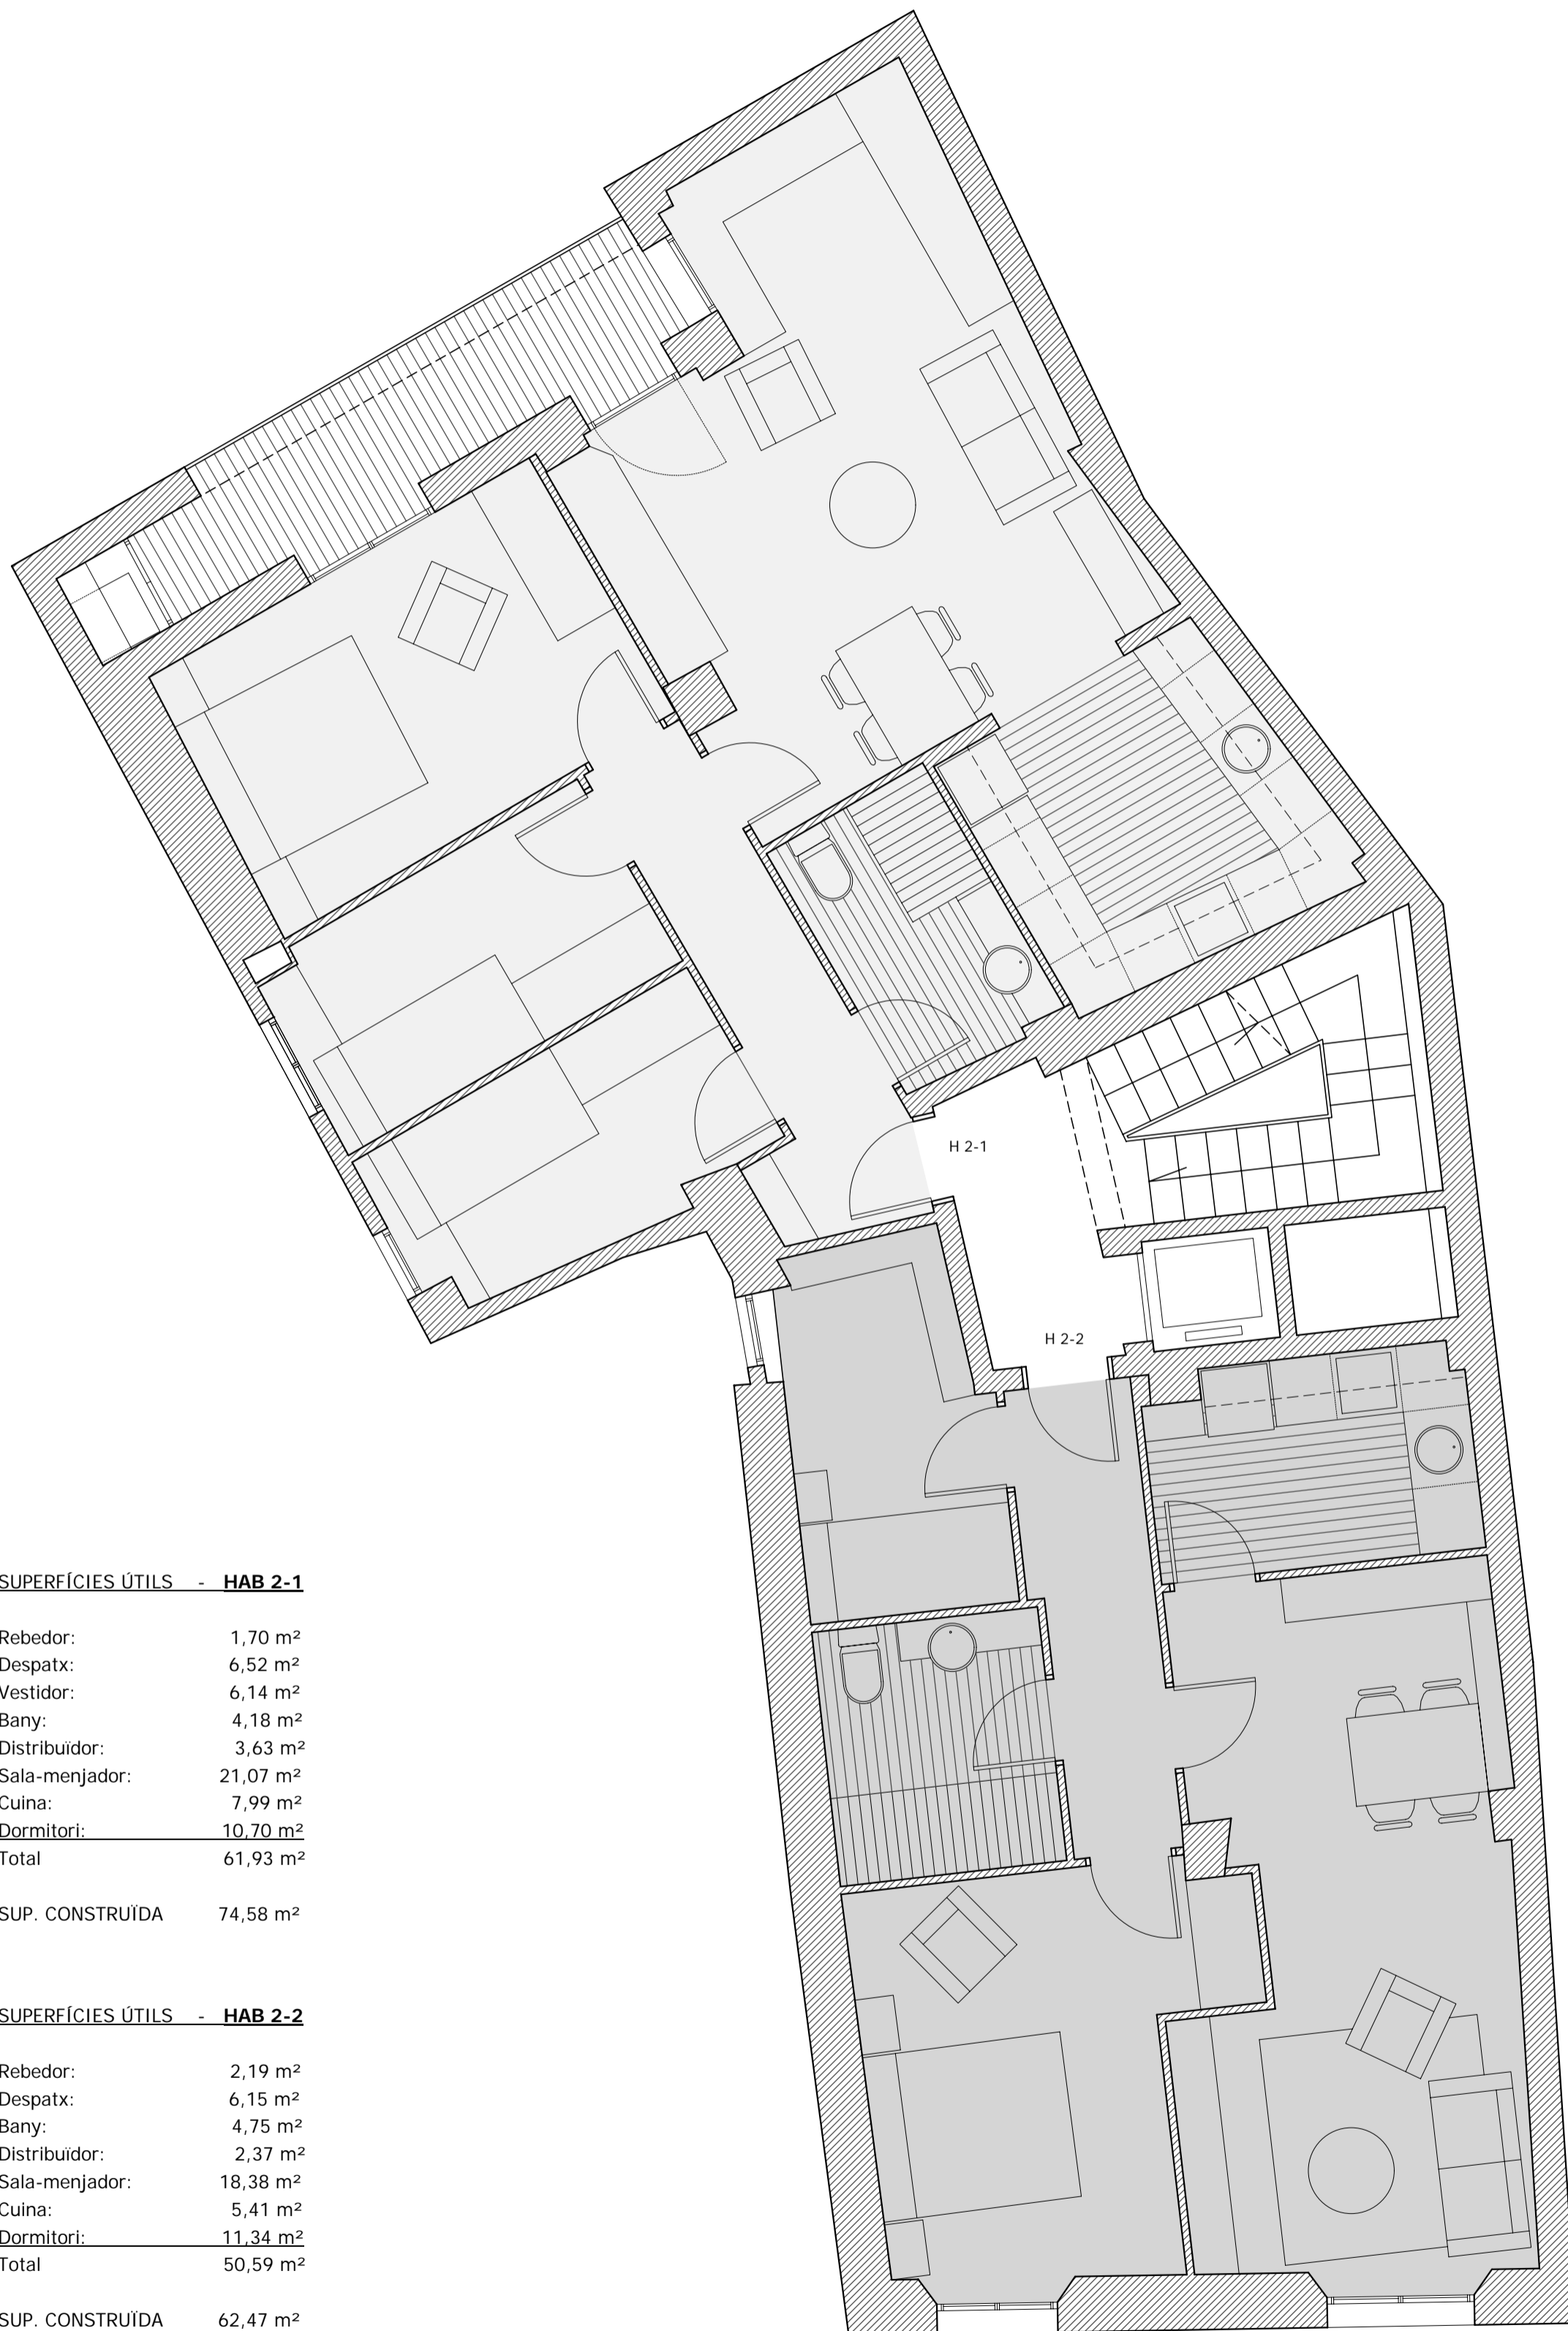 H 2-1
H 2-2
SUPERFÍCIES ÚTILS - HAB 2-1
Rebedor: 1,70 m²
Despatx: 6,52 m²
Vestidor: 6,14 m²
Bany: 4,18 m²
Distribuïdor: 3,63 m²
Sala-menjador: 21,07 m²
Cuina: 7,99 m²
Dormitori: 10,70 m²
Total 61,93 m²
SUP. CONSTRUÏDA 74,58 m²
SUPERFÍCIES ÚTILS - HAB 2-2
Rebedor: 2,19 m²
Despatx: 6,15 m²
Bany: 4,75 m²
Distribuïdor: 2,37 m²
Sala-menjador: 18,38 m²
Cuina: 5,41 m²
Dormitori: 11,34 m²
Total 50,59 m²
SUP. CONSTRUÏDA 62,47 m²